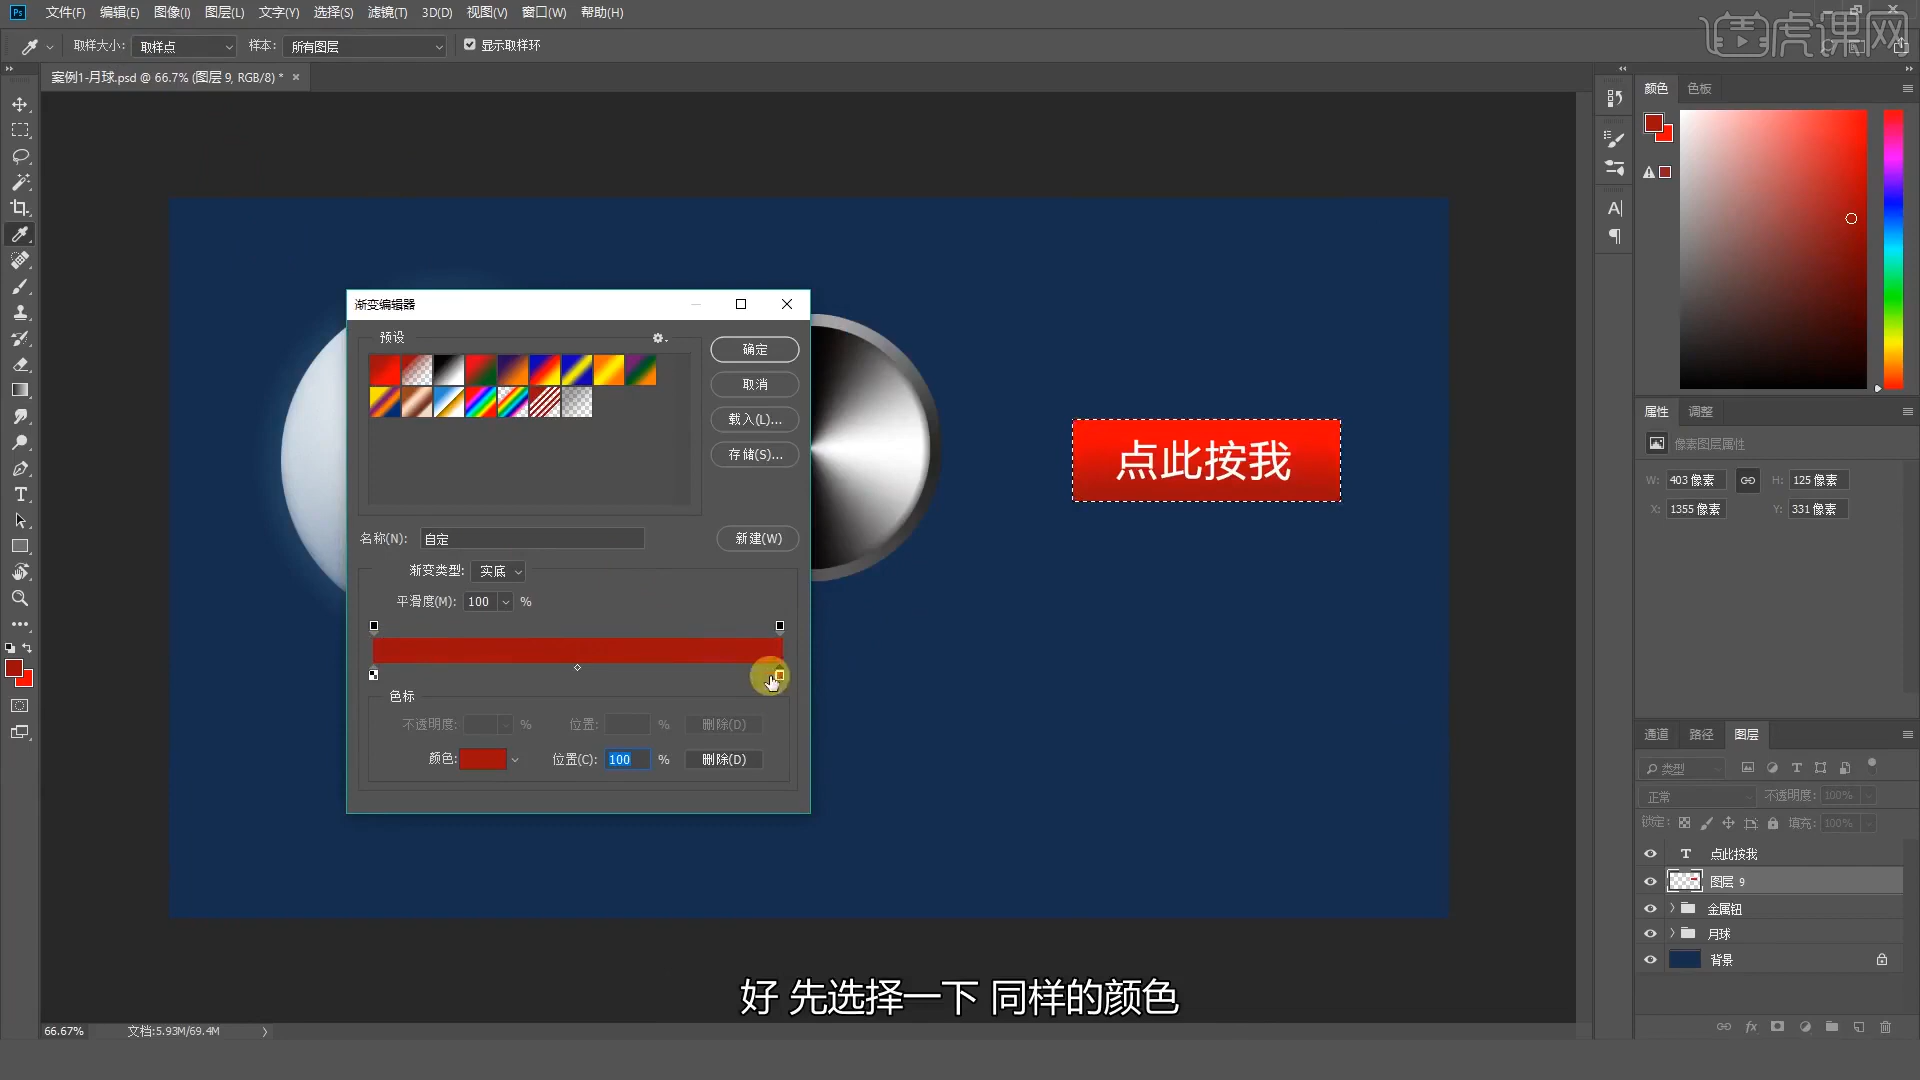 Ps 文件(F) 编辑(E) 图像(I) 图层(L) 文字(Y) 选择(S) 滤镜(T) 3D(D) 视图(V) 窗口(W) 帮助(H)
取样大小: 取样点 样本: 所有图层 显示取样环
虎课网
案例1-月球.psd @ 66.7% (图层 9, RGB/8) * ×
颜色 色板
渐变编辑器
预设
确定
取消
载入(L)...
存储(S)...
点此按我
名称(N): 自定 新建(W)
渐变类型: 实底
平滑度(M): 100 %
色标
不透明度: % 位置: % 删除(D)
颜色: 位置(C): 100 % 删除(D)
属性 调整
像素图层属性
W: 403 像素 H: 125 像素
X: 1355 像素 Y: 331 像素
通道 路径 图层
类型
正常 不透明度: 100%
锁定: 填充: 100%
T 点此按我
图层 9
金属钮
月球
背景
fx
好 先选择一下 同样的颜色
66.67% 文档:5.93M/69.4M